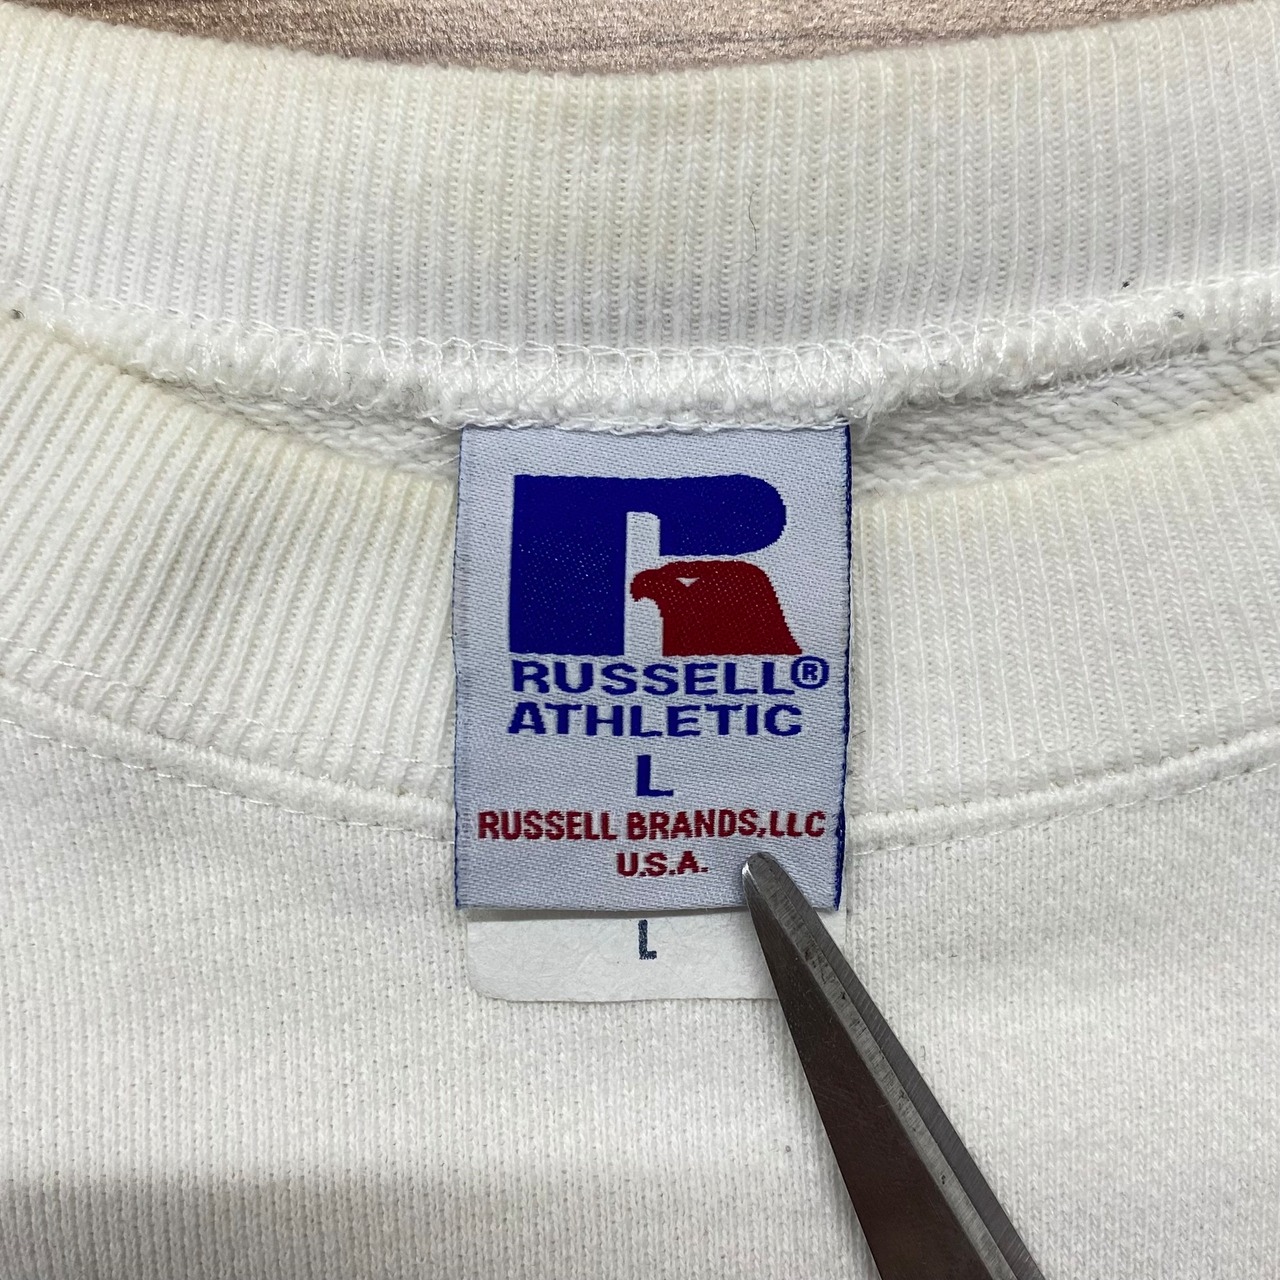 RUSSELL®
ATHLETIC
L
RUSSELL BRANDS,LLC
U.S.A.
L